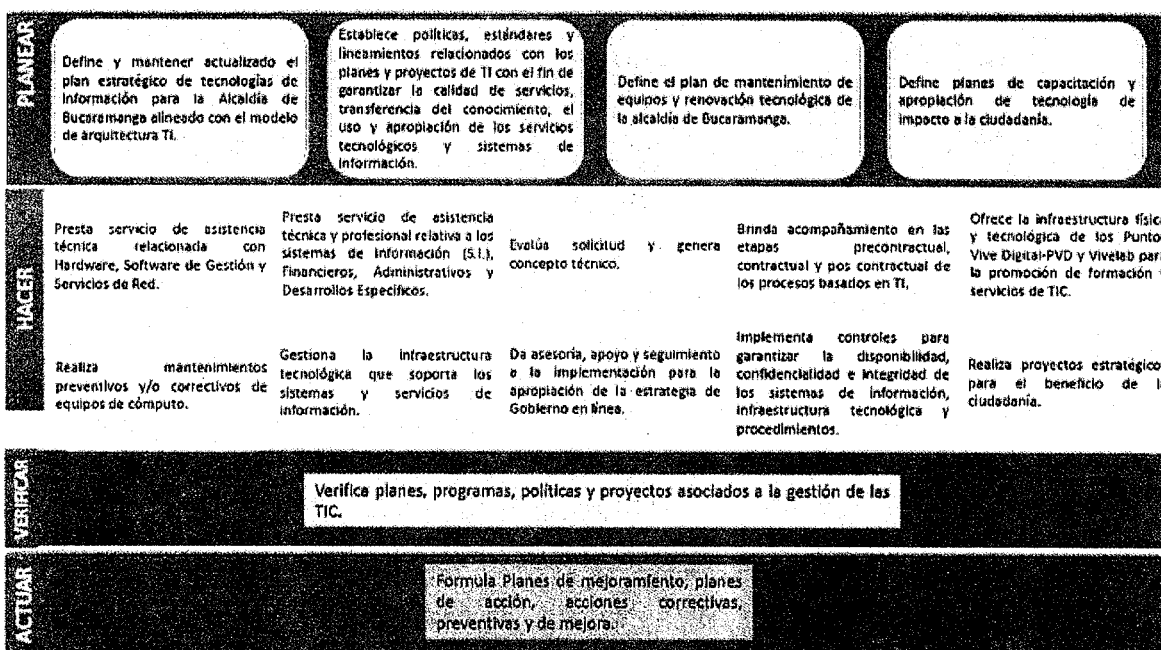 PLANEAR
Define y mantener actualizado el
plan estratégico de tecnologías de
Información para la Alcaldía de
Bucaramanga alineado con el modelo
de arquitectura TI.
Establece políticas, estándares y
lineamientos relacionados con los
planes y proyectos de TI con el fin de
garantizar la calidad de servicios,
transferencia del conocimiento, el
uso y apropiación de los servicios
tecnológicos y sistemas de
información.
Define el plan de mantenimiento de
equipos y renovación tecnológica de
la alcaldía de Bucaramanga.
Define planes de capacitación y
apropiación de tecnología de
impacto a la ciudadanía.
HACER
Presta servicio de asistencia
técnica relacionada con
Hardware, Software de Gestión y
Servicios de Red.
Presta servicio de asistencia
técnica y profesional relativa a los
sistemas de Información (S.I.),
Financieros, Administrativos y
Desarrollos Específicos.
Evalúa solicitud y genera
concepto técnico.
Brinda acompañamiento en las
etapas precontractual,
contractual y pos contractual de
los procesos basados en TI,
Ofrece la infraestructura física
y tecnológica de los Punto
Vive Digital-PVD y Vivelab par
la promoción de formación
servicios de TIC.
Realiza mantenimientos
preventivos y/o correctivos de
equipos de cómputo.
Gestiona la infraestructura
tecnológica que soporta los
sistemas y servicios de
información.
Da asesoría, apoyo y seguimiento
a la implementación para la
apropiación de la estrategia de
Gobierno en línea.
Implementa controles para
garantizar la disponibilidad,
confidencialidad e integridad de
los sistemas de información,
infraestructura tecnológica y
procedimientos.
Realiza proyectos estratégico
para el beneficio de l
ciudadanía.
VERIFICAR
Verifica planes, programas, políticas y proyectos asociados a la gestión de las
TIC.
ACTUAR
Formula Planes de mejoramiento, planes
de acción, acciones correctivas,
preventivas y de mejora.